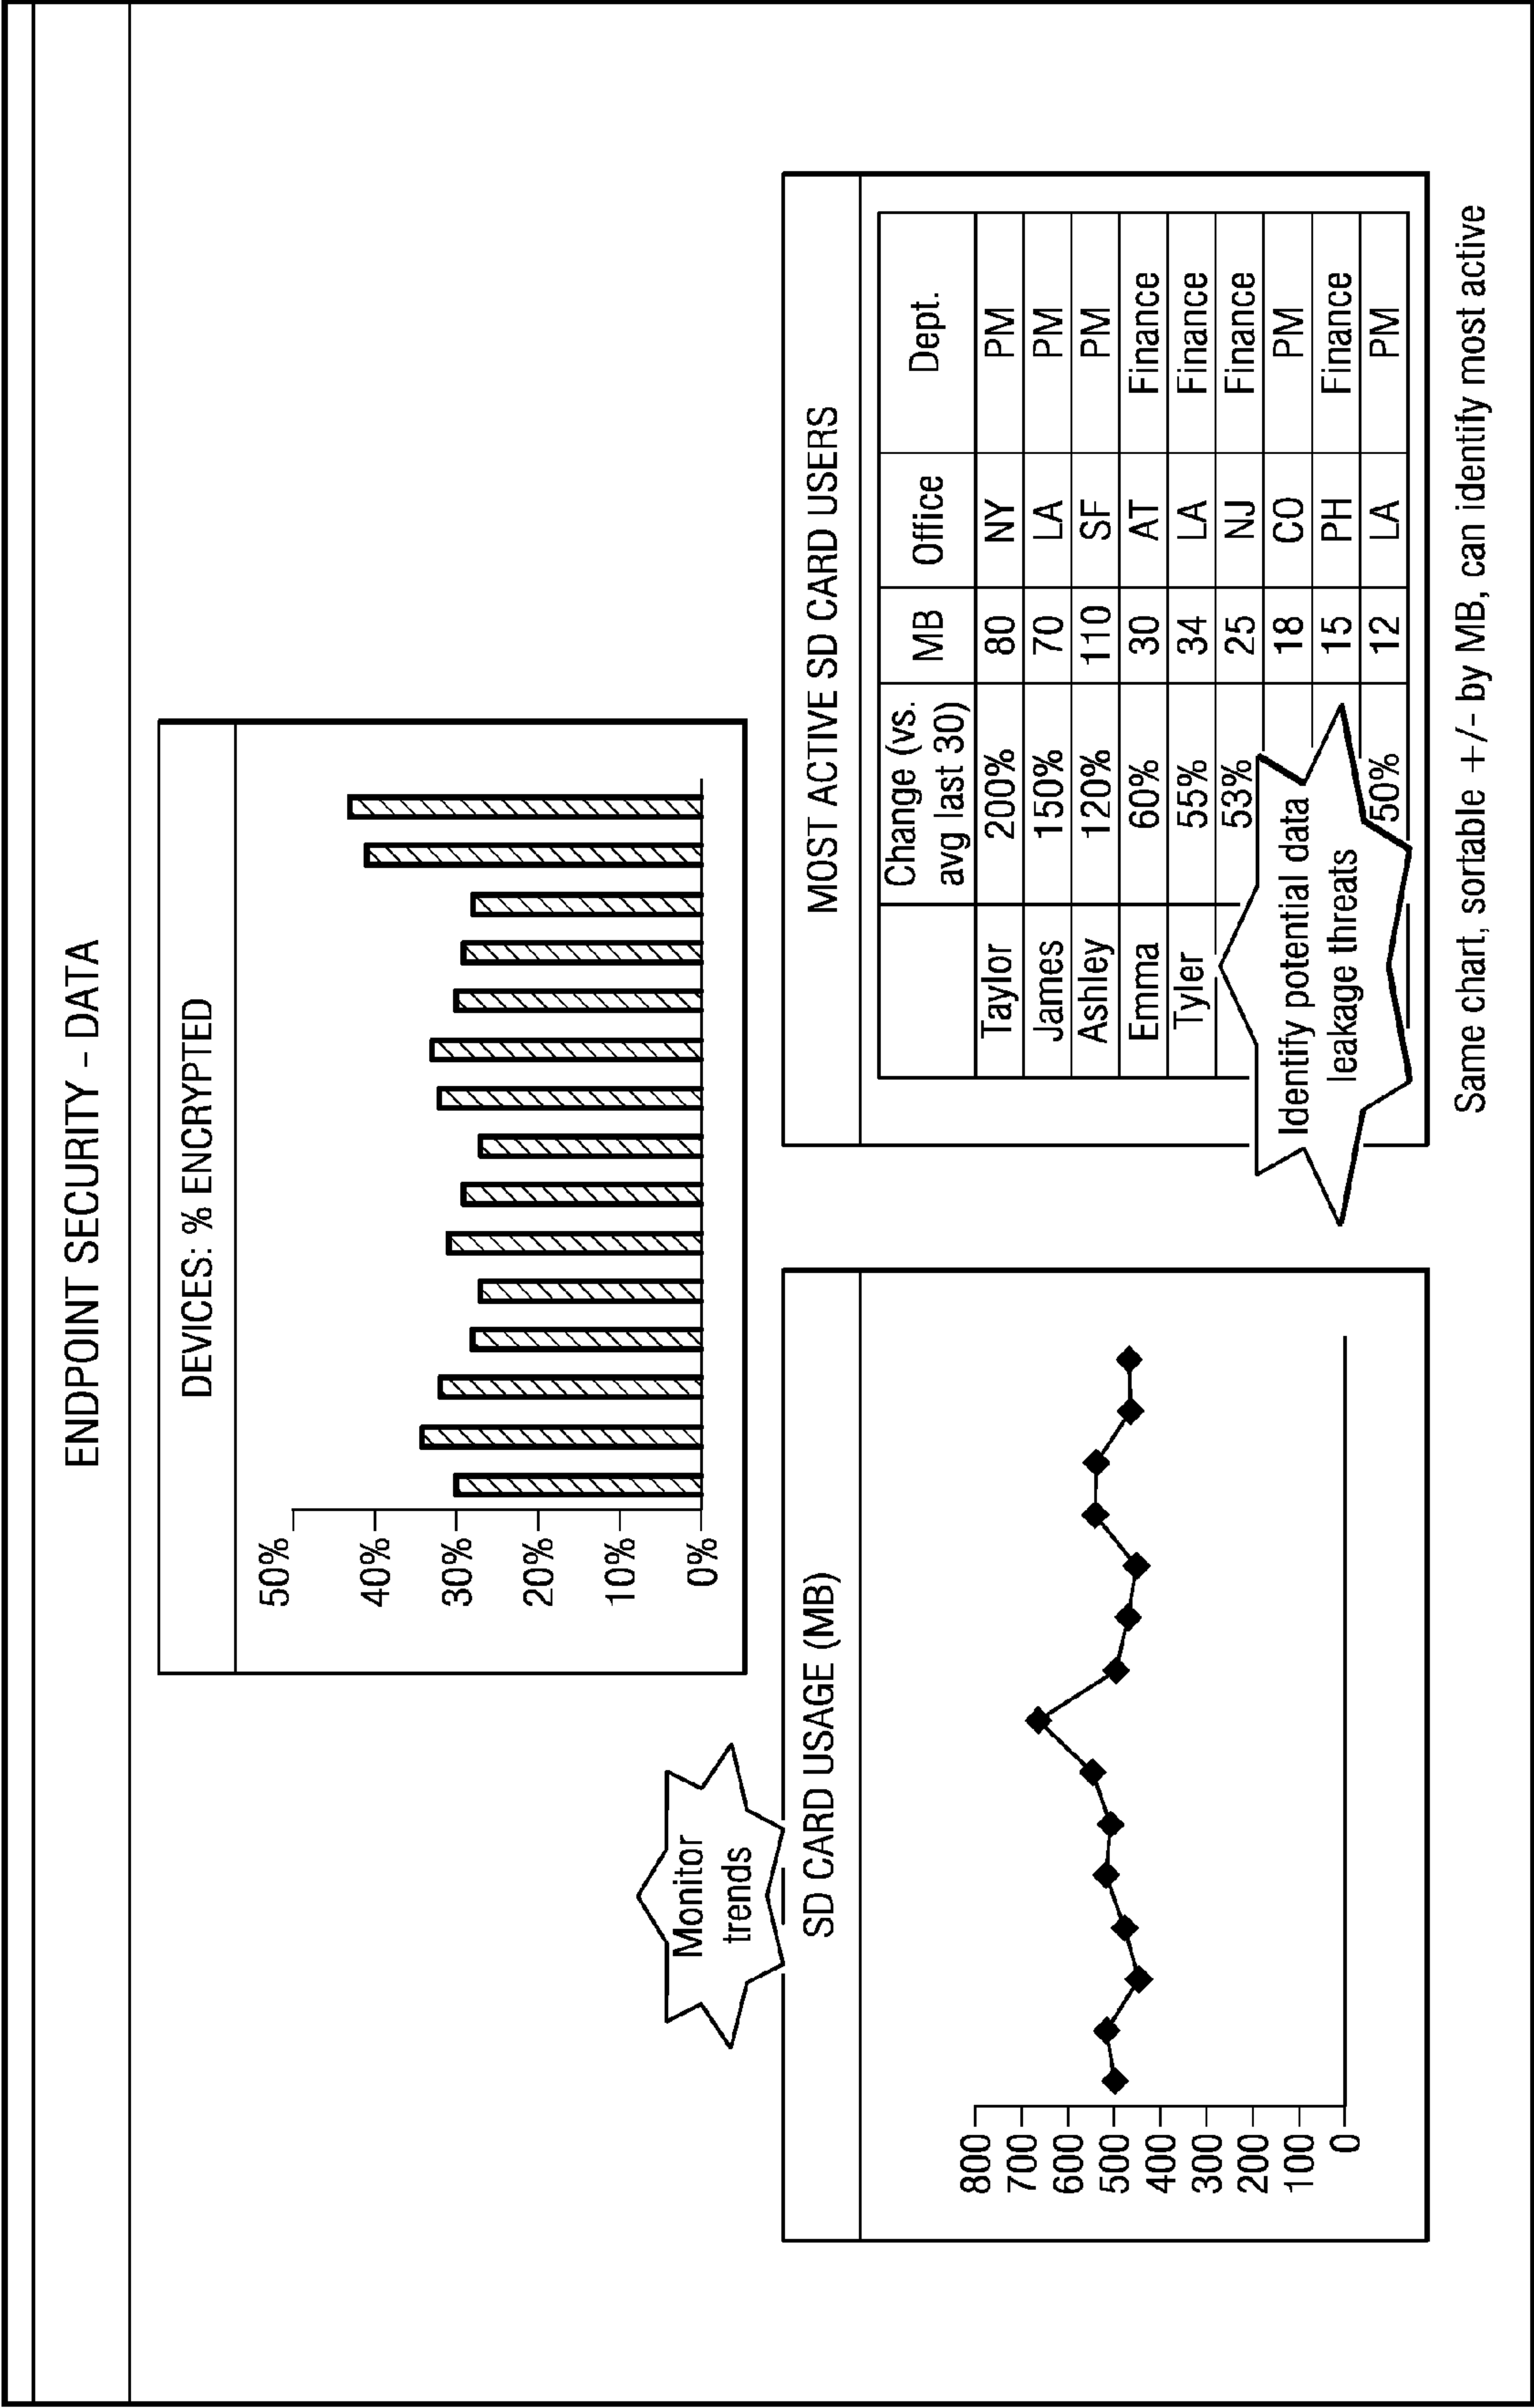 ENDPOINT SECURITY - DATA
DEVICES: % ENCRYPTED
50%
40%
30%
20%
10%
0%
Monitor
trends
SD CARD USAGE (MB)
800
700
600
500
400
300
200
100
0
MOST ACTIVE SD CARD USERS
Change (vs. avg last 30) MB Office Dept.
Taylor 200% 80 NY PM
James 150% 70 LA PM
Ashley 120% 110 SF PM
Emma 60% 30 AT Finance
Tyler 55% 34 LA Finance
53% 25 NJ Finance
18 CO PM
15 PH Finance
50% 12 LA PM
Identify potential data
leakage threats
Same chart, sortable +/- by MB, can identify most active